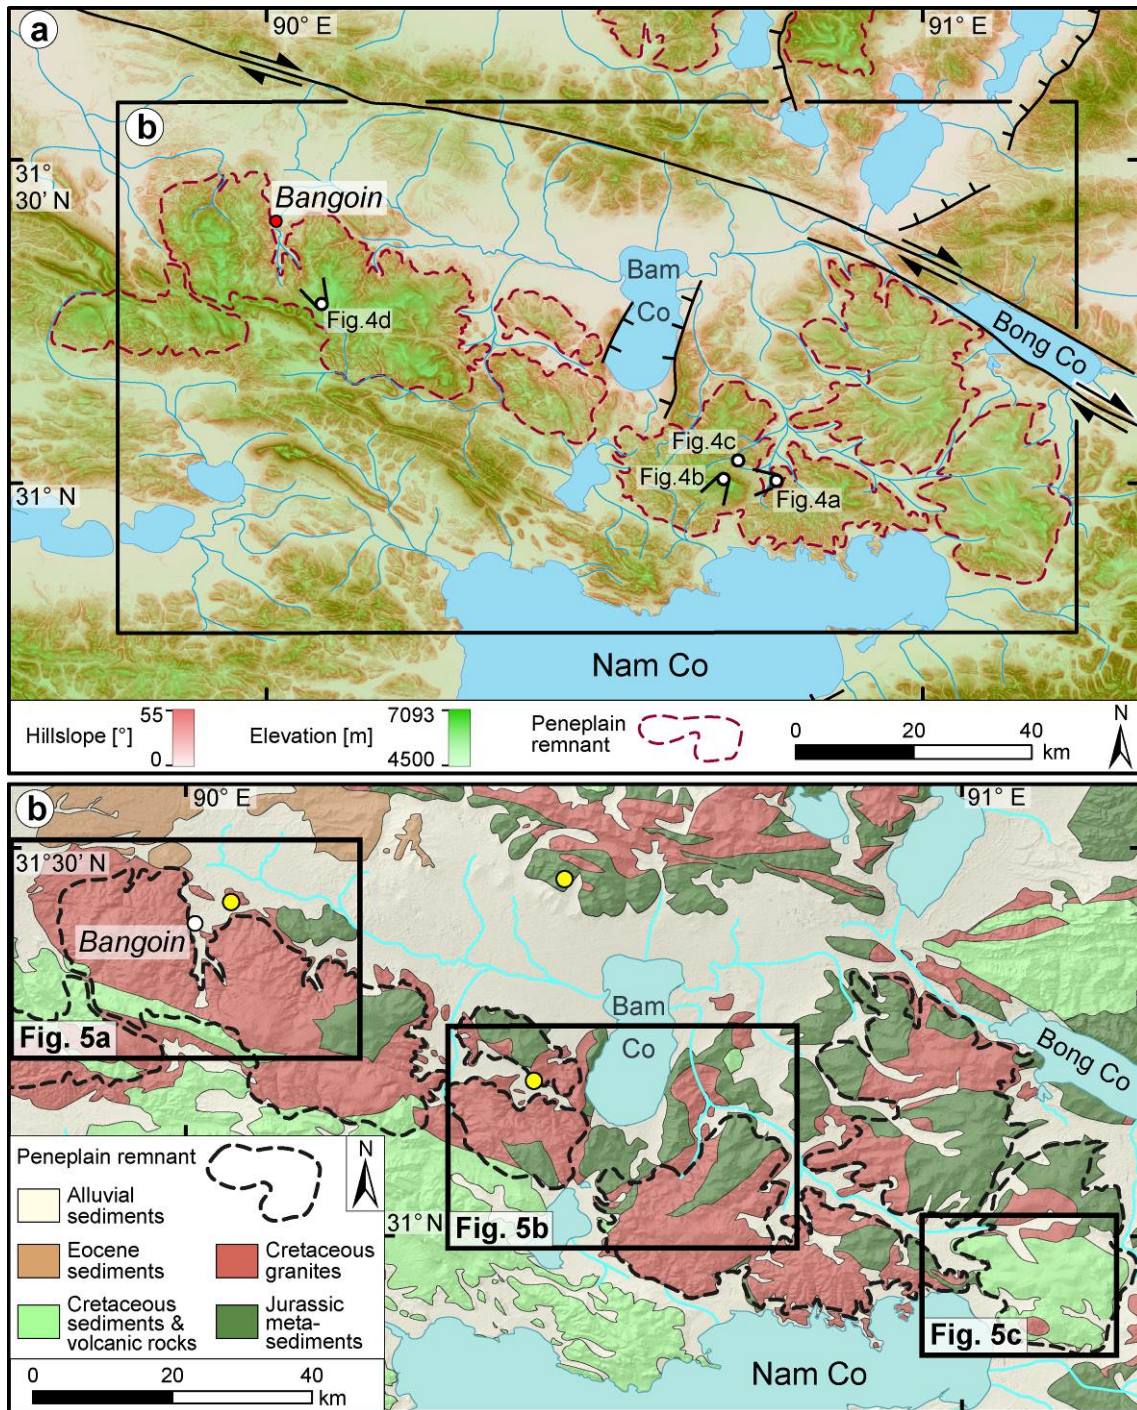 a
90° E
91° E
b
31°
30' N
Bangoin
Bam
Co
Fig.4d
Bong Co
Fig.4c
Fig.4b
Fig.4a
31° N
Nam Co
Hillslope [°]
55
0
Elevation [m]
7093
4500
Peneplain
remnant
0 20 40
km
N
b
90° E
91° E
31°30' N
Bangoin
Fig. 5a
Bam
Co
Bong Co
Fig. 5b
31° N
Fig. 5c
Nam Co
Peneplain remnant
N
Alluvial
sediments
Eocene
sediments
Cretaceous
granites
Cretaceous
sediments &
volcanic rocks
Jurassic
meta-
sediments
0 20 40
km